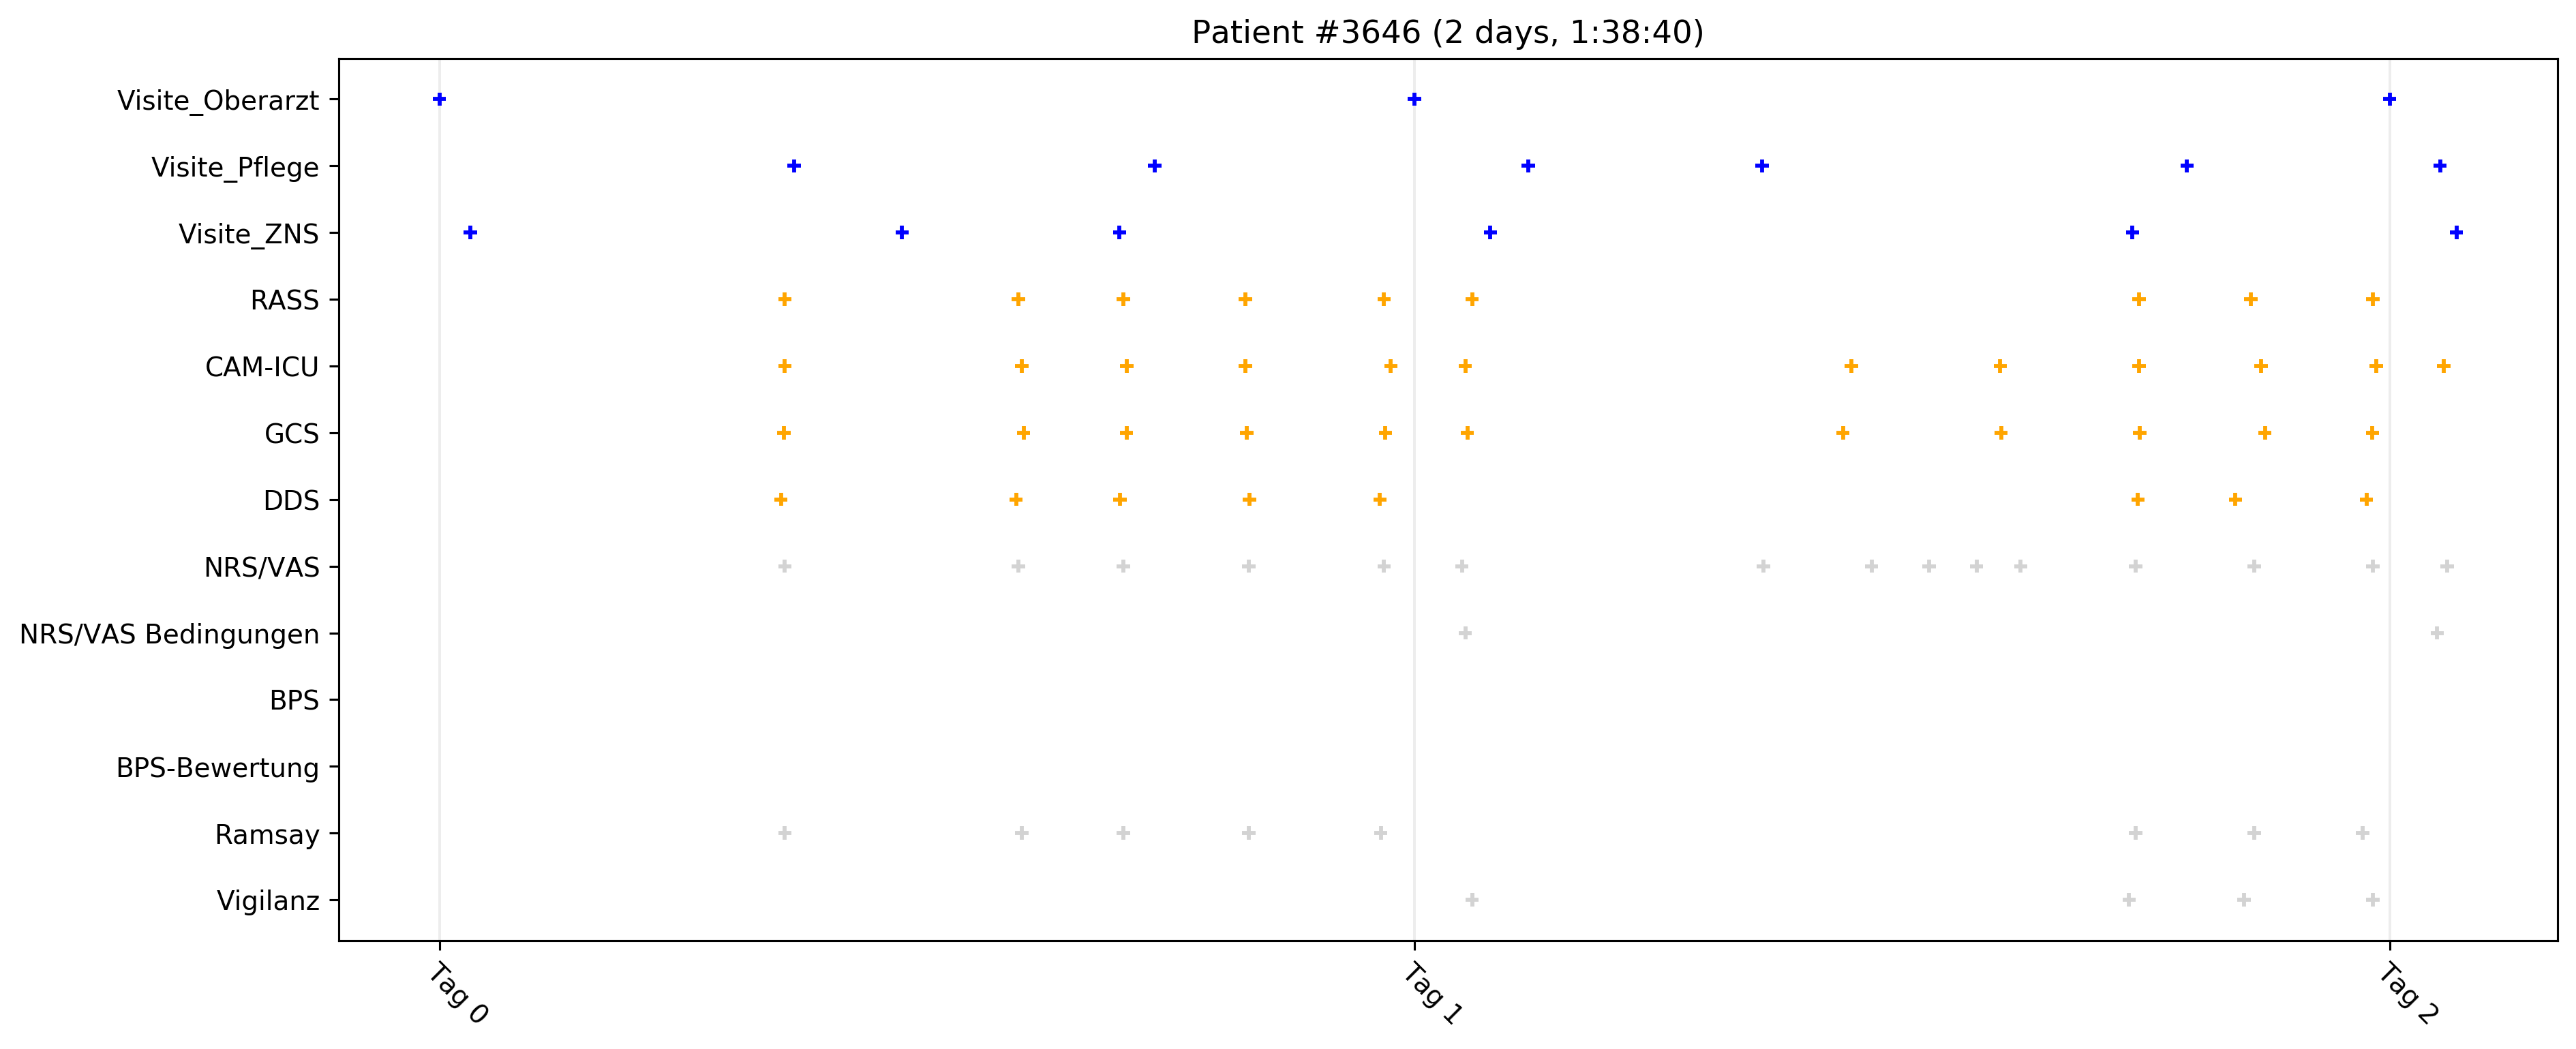 Patient #3646 (2 days, 1:38:40)
Visite_Oberarzt
Visite_Pflege
Visite_ZNS
RASS
CAM-ICU
GCS
DDS
NRS/VAS
NRS/VAS Bedingungen
BPS
BPS-Bewertung
Ramsay
Vigilanz
Tag 0
Tag 1
Tag 2